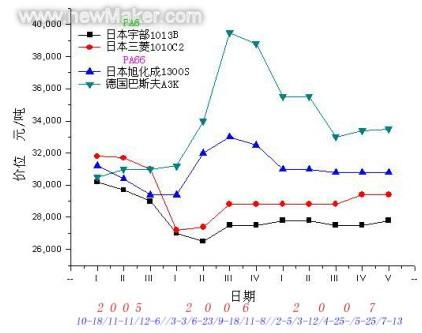 www.newMaker.com
PA6
日本宇部1013B
日本三菱1010C2
PA66
日本旭化成1300S
德国巴斯夫A3K
价位 元/吨
40,000
38,000
36,000
34,000
32,000
30,000
28,000
26,000
-- I II III I II III IV I II III IV V --
日期
2005 2006 2007
10-18/11-11/12-6//3-3/6-23/9-18/11-8//2-5/3-12/4-25-/5-25/7-13